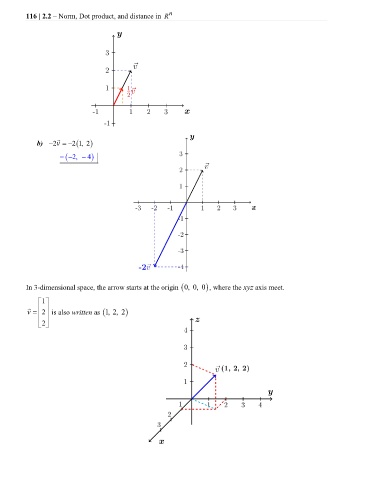 116 | 2.2 – Norm, Dot product, and distance in Rⁿ
y
3
2
v⃗
1
1/2 v⃗
-1 1 2 3 x
-1
b) −2v⃗ = −2(1, 2)
= (−2, −4)
y
3
2
v⃗
1
-3 -2 -1 1 2 3 x
-1
-2
-3
-2v⃗ -4
In 3-dimensional space, the arrow starts at the origin (0, 0, 0), where the xyz axis meet.
v⃗ = [1 2 2] is also written as (1, 2, 2)
z
4
3
2
v⃗ (1, 2, 2)
1
y
1 1 2 3 4
2
3
x